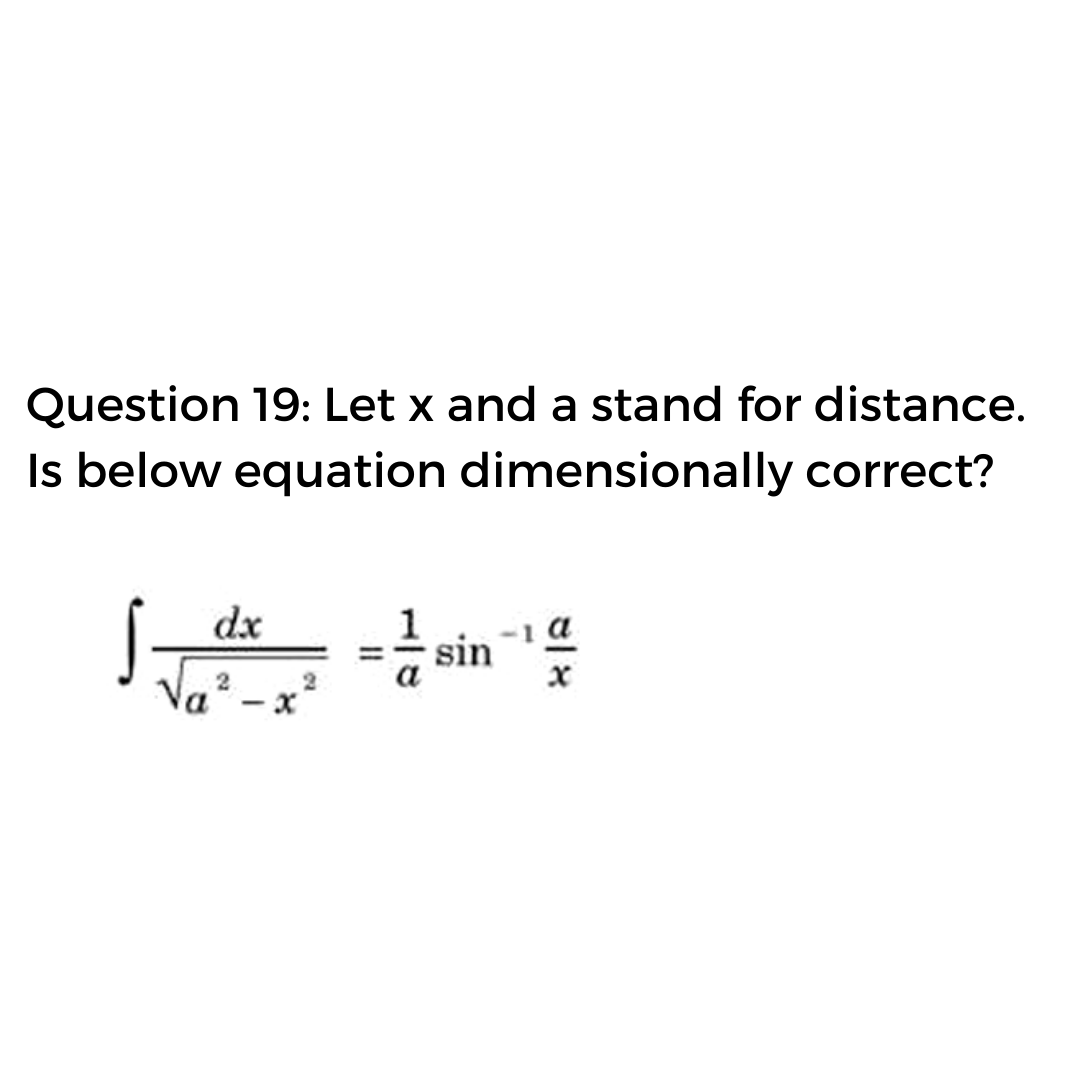 Question 19: Let x and a stand for distance.
Is below equation dimensionally correct?
∫ dx / √(a² − x²) = 1/a sin⁻¹ a/x